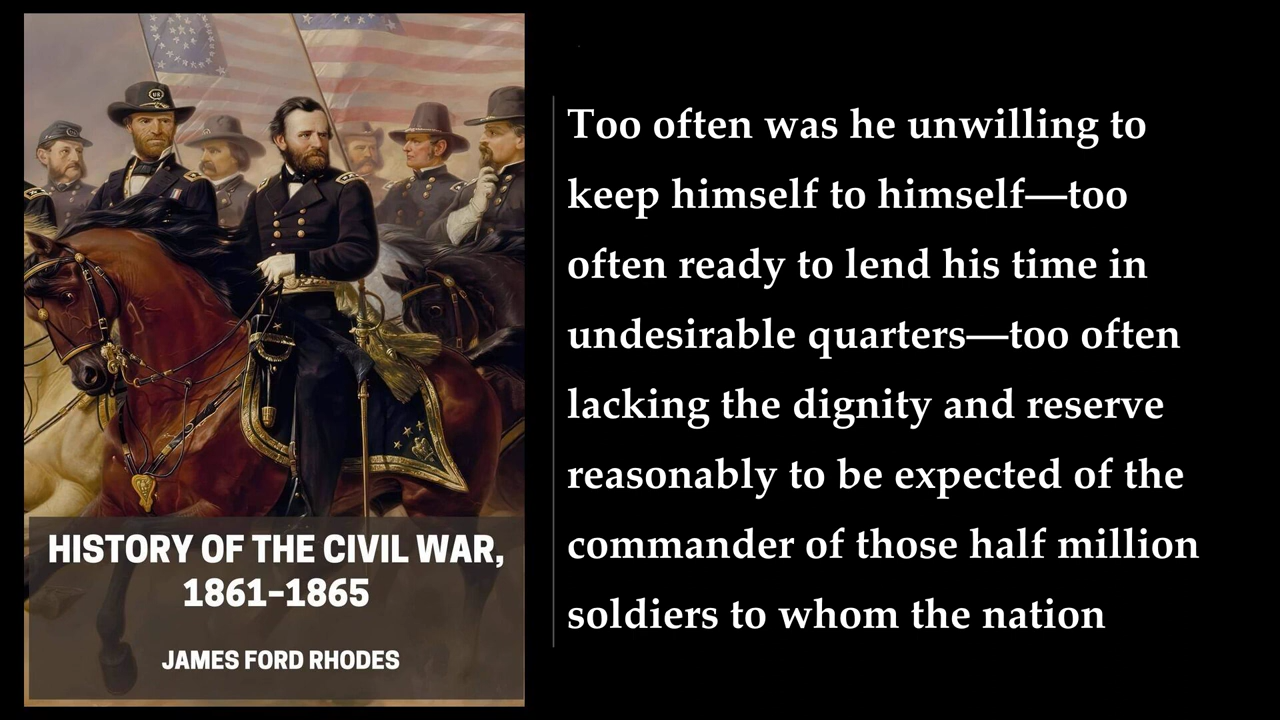 HISTORY OF THE CIVIL WAR,
1861–1865
JAMES FORD RHODES
Too often was he unwilling to
keep himself to himself—too
often ready to lend his time in
undesirable quarters—too often
lacking the dignity and reserve
reasonably to be expected of the
commander of those half million
soldiers to whom the nation